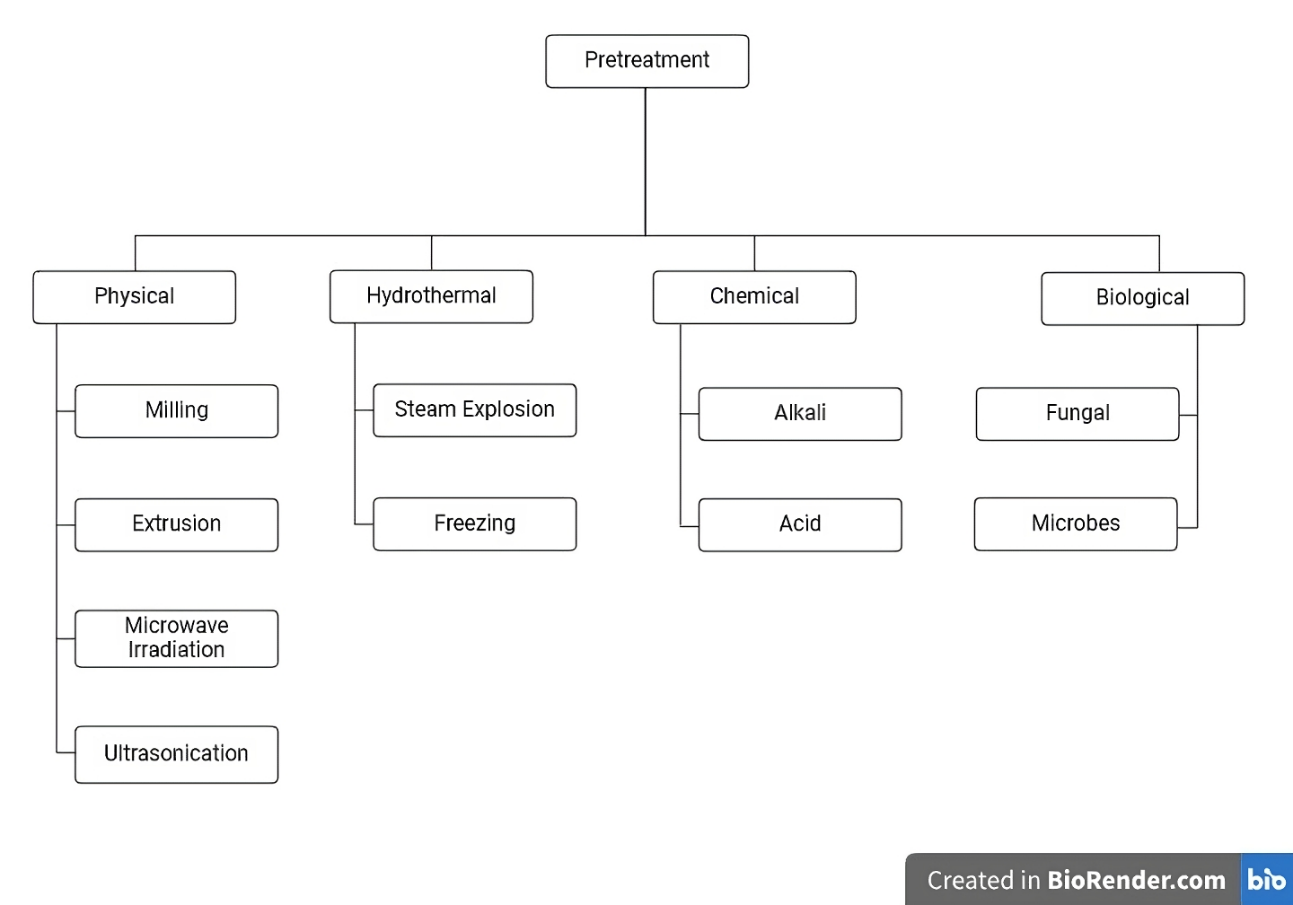 Pretreatment
Physical
Hydrothermal
Chemical
Biological
Milling
Steam Explosion
Alkali
Fungal
Extrusion
Freezing
Acid
Microbes
Microwave
Irradiation
Ultrasonication
Created in BioRender.com bio